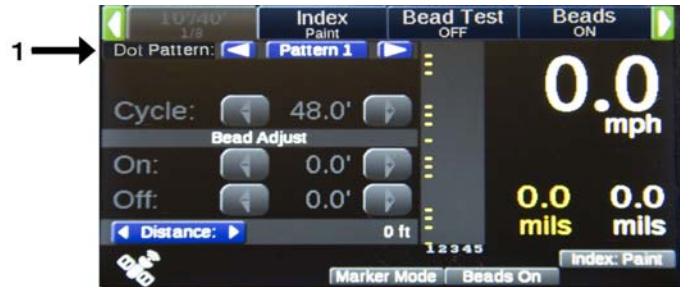 10'/40' Index Bead Test Beads
1/8 Paint OFF ON
1 Dot Pattern: Pattern 1
0.0
mph
Cycle: 48.0'
Bead Adjust
On: 0.0'
Off: 0.0'
0.0 0.0
mils mils
Distance: 0 ft
12345
Index: Paint
Marker Mode Beads On